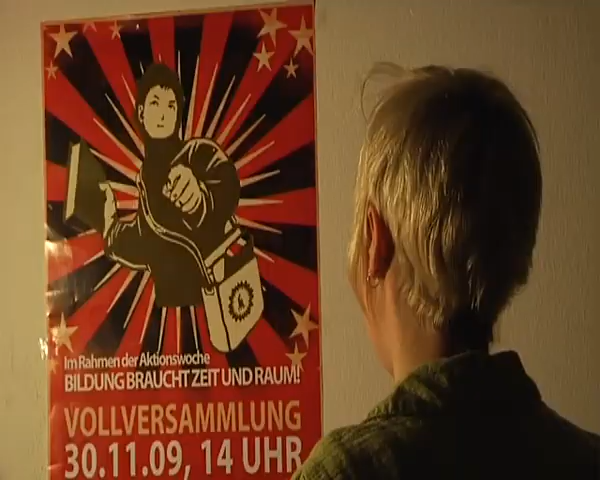 Im Rahmen der Aktionswoche
BILDUNG BRAUCHT ZEIT UND RAUM!
VOLLVERSAMMLUNG
30.11.09, 14 UHR